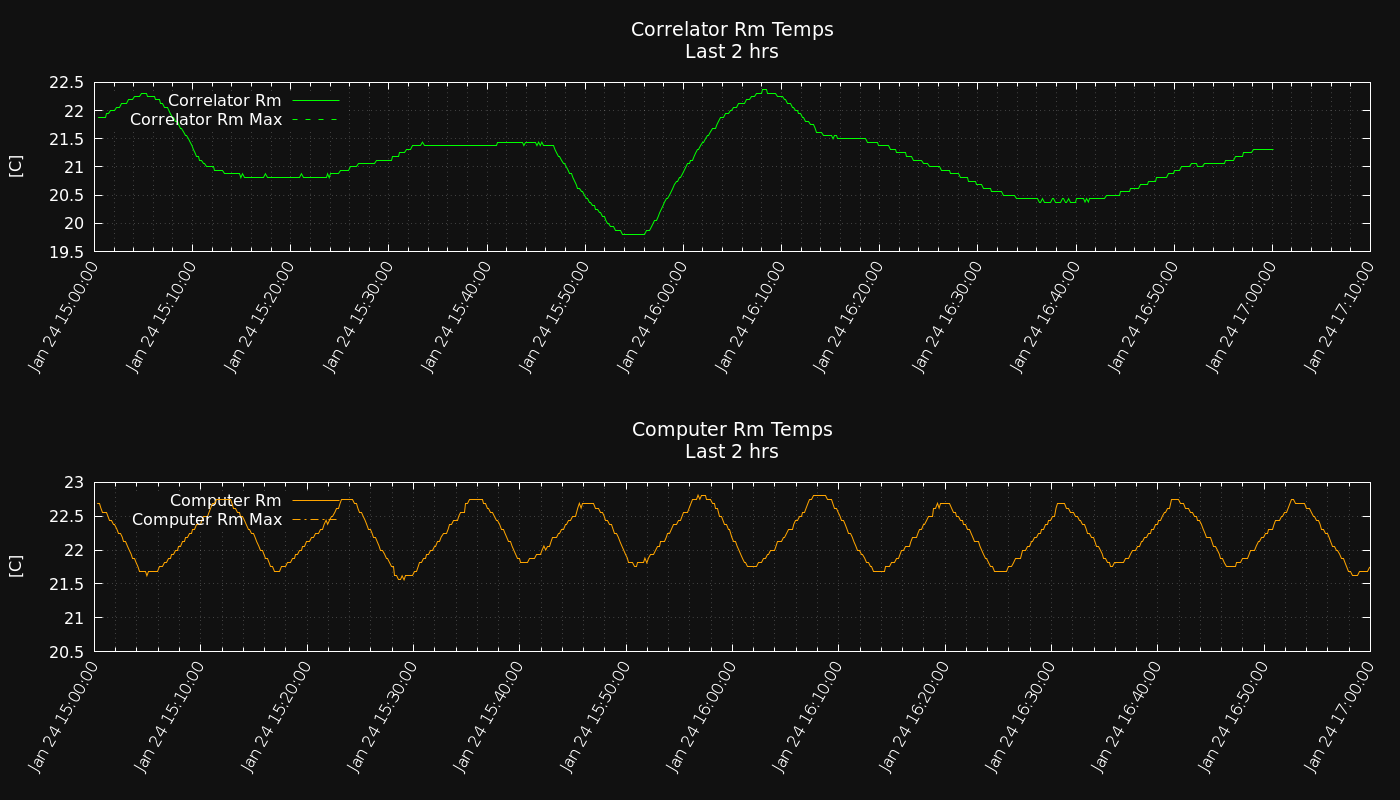 Correlator Rm Temps
Last 2 hrs
22.5
22
21.5
21
20.5
20
19.5
[C]
Correlator Rm
Correlator Rm Max
Jan 24 15:00:00
Jan 24 15:10:00
Jan 24 15:20:00
Jan 24 15:30:00
Jan 24 15:40:00
Jan 24 15:50:00
Jan 24 16:00:00
Jan 24 16:10:00
Jan 24 16:20:00
Jan 24 16:30:00
Jan 24 16:40:00
Jan 24 16:50:00
Jan 24 17:00:00
Jan 24 17:10:00
Computer Rm Temps
Last 2 hrs
23
22.5
22
21.5
21
20.5
[C]
Computer Rm
Computer Rm Max
Jan 24 15:00:00
Jan 24 15:10:00
Jan 24 15:20:00
Jan 24 15:30:00
Jan 24 15:40:00
Jan 24 15:50:00
Jan 24 16:00:00
Jan 24 16:10:00
Jan 24 16:20:00
Jan 24 16:30:00
Jan 24 16:40:00
Jan 24 16:50:00
Jan 24 17:00:00